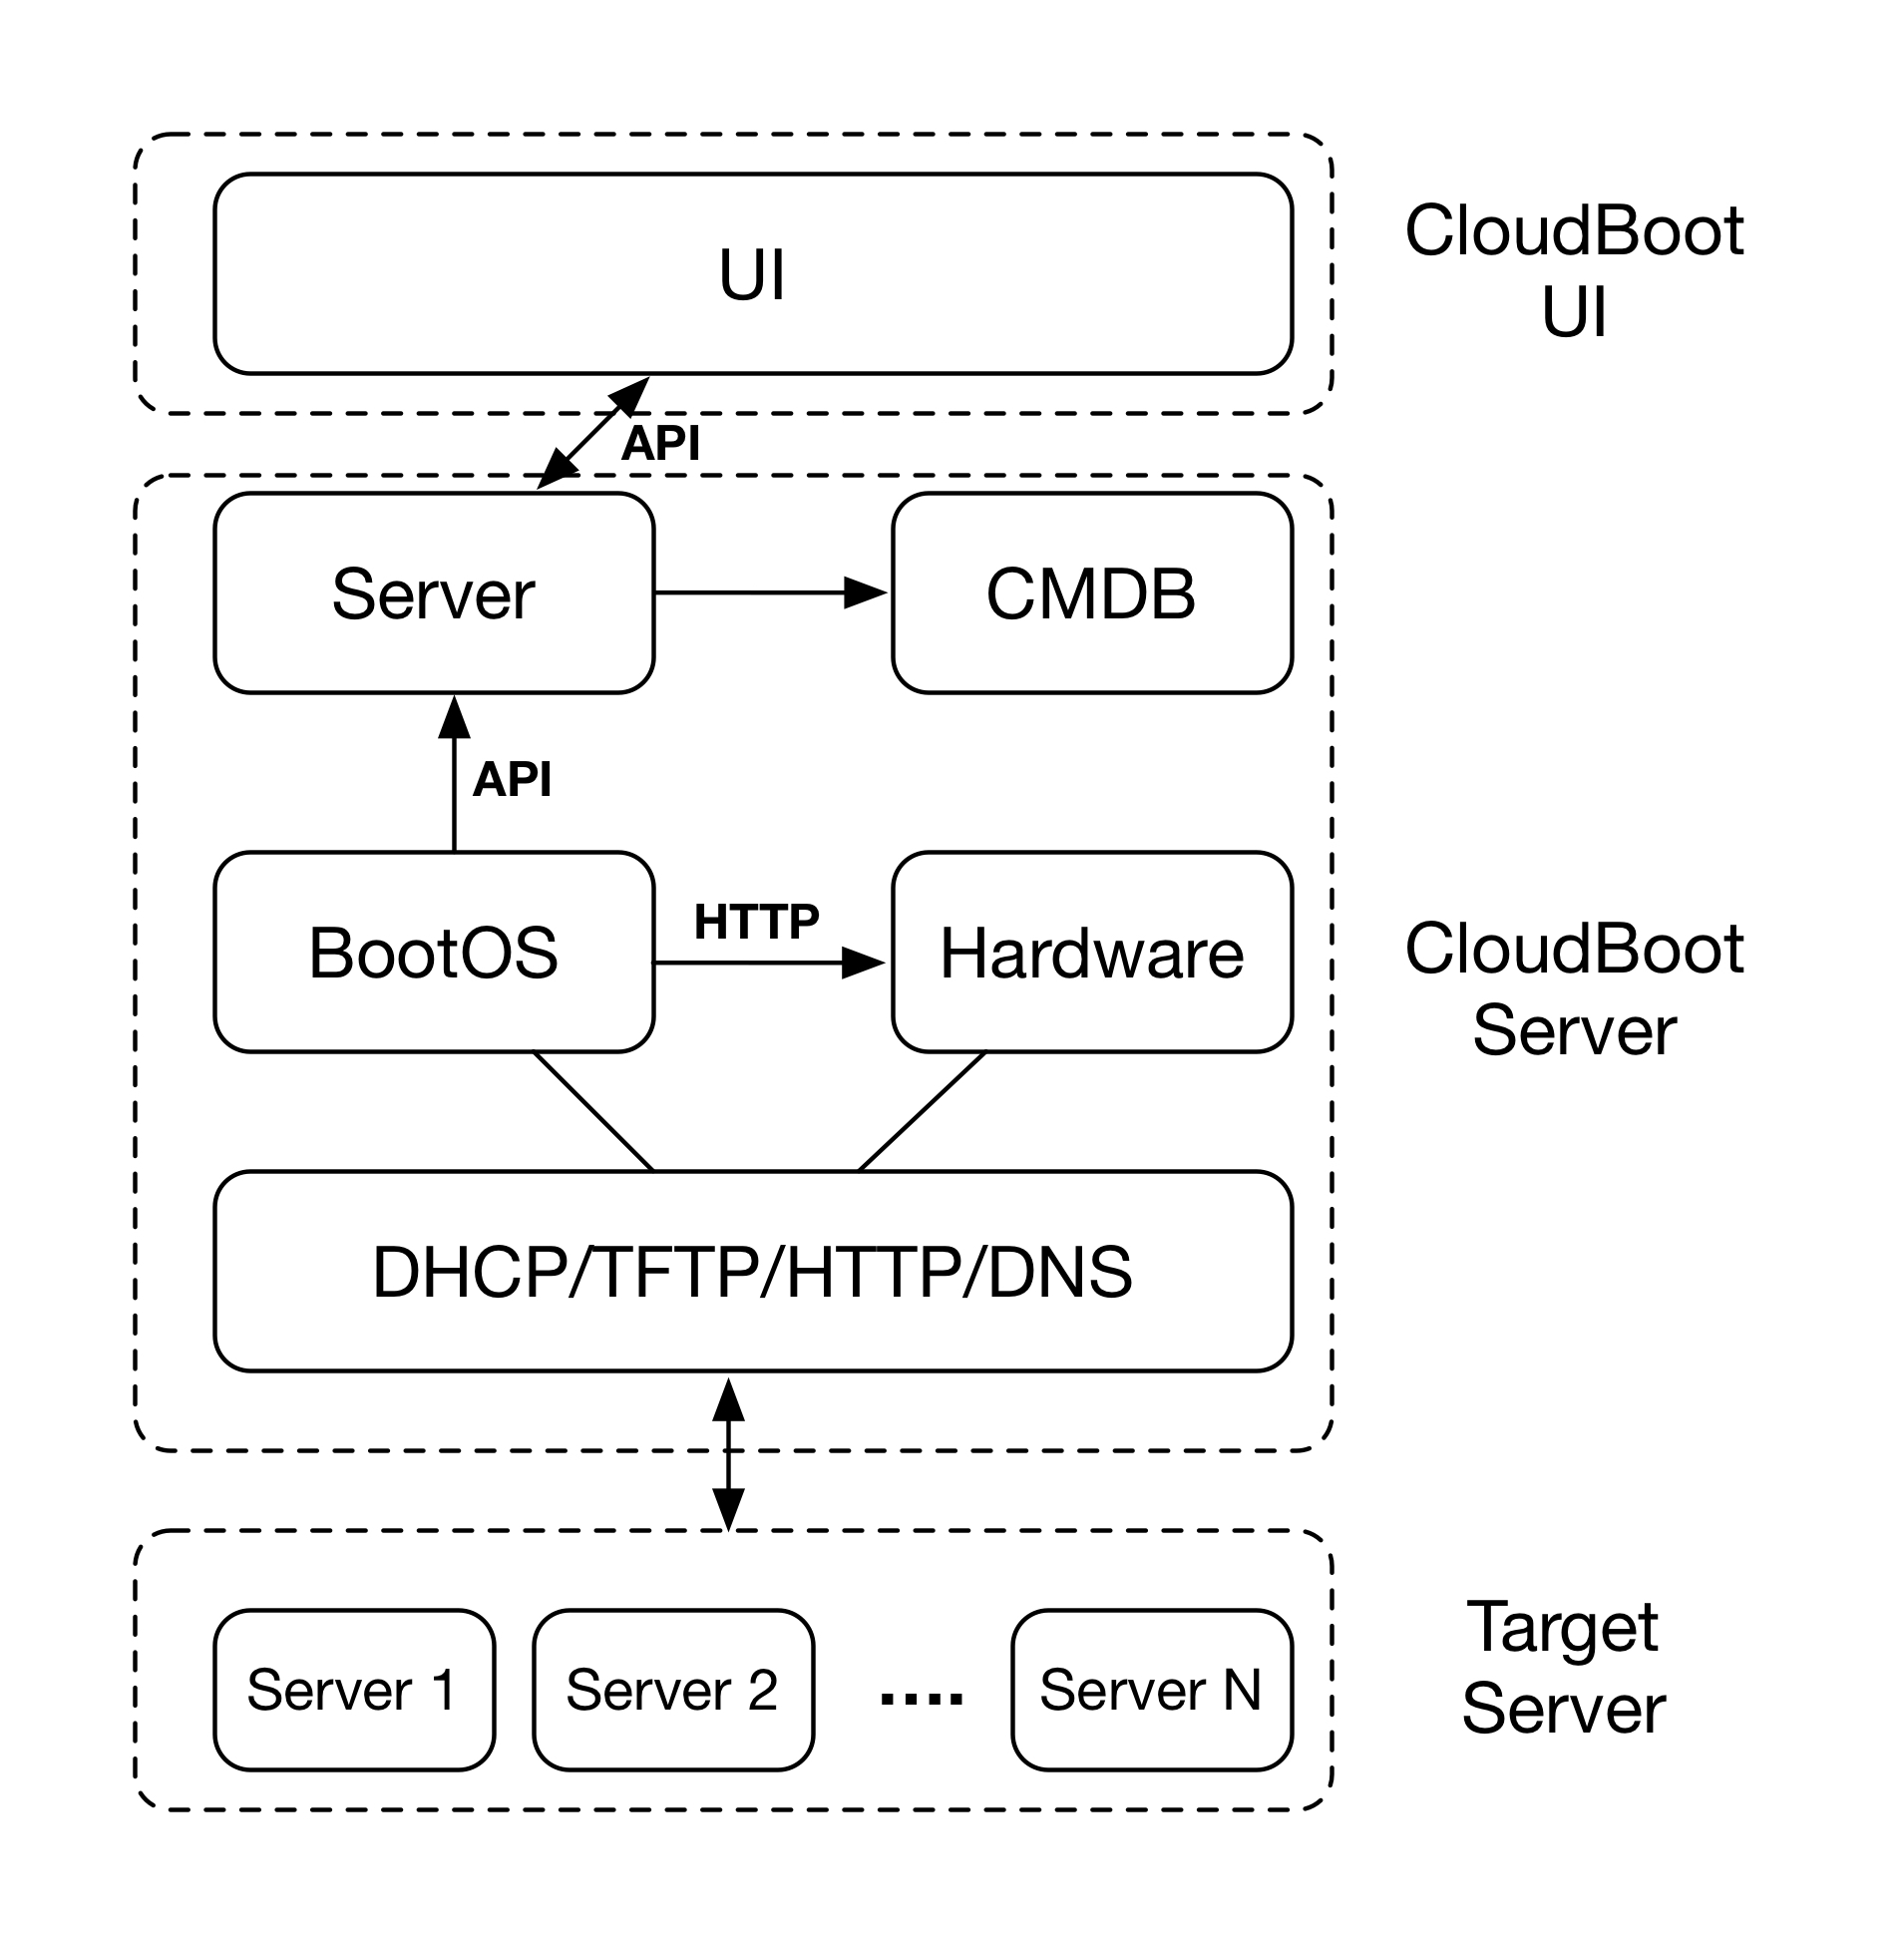 UI
CloudBoot
UI
API
Server
CMDB
API
BootOS
HTTP
Hardware
CloudBoot
Server
DHCP/TFTP/HTTP/DNS
Server 1
Server 2
....
Server N
Target
Server